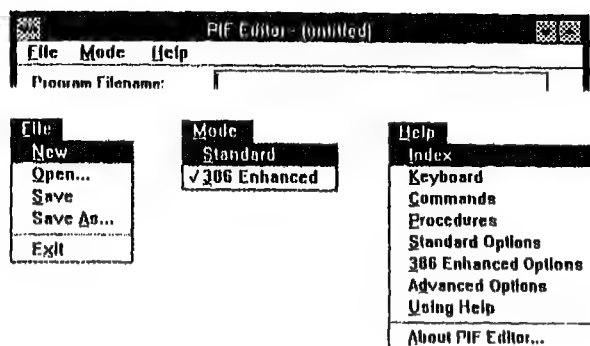 PIF Editor - (untitled)
File Mode Help
Program Filename:
File
New
Open...
Save
Save As...
Exit
Mode
Standard
✓ 386 Enhanced
Help
Index
Keyboard
Commands
Procedures
Standard Options
386 Enhanced Options
Advanced Options
Using Help
About PIF Editor...